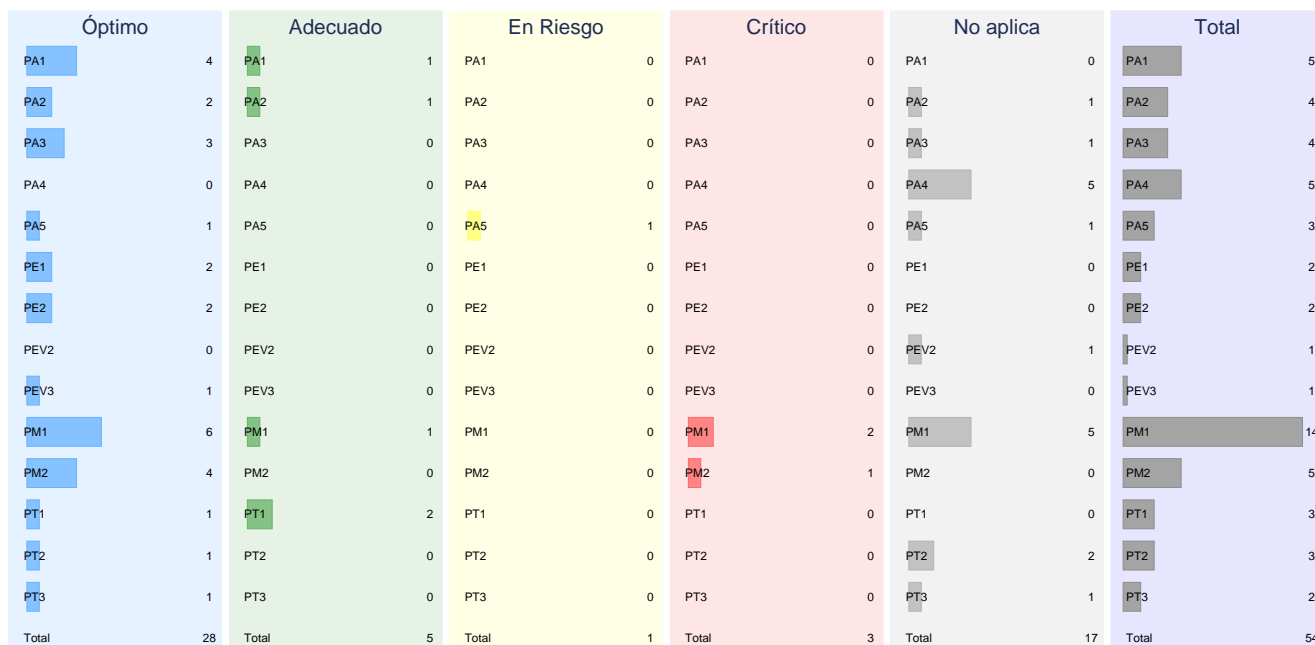 Óptimo Adecuado En Riesgo Crítico No aplica Total
PA1 4 PA1 1 PA1 0 PA1 0 PA1 0 PA1 5
PA2 2 PA2 1 PA2 0 PA2 0 PA2 1 PA2 4
PA3 3 PA3 0 PA3 0 PA3 0 PA3 1 PA3 4
PA4 0 PA4 0 PA4 0 PA4 0 PA4 5 PA4 5
PA5 1 PA5 0 PA5 1 PA5 0 PA5 1 PA5 3
PE1 2 PE1 0 PE1 0 PE1 0 PE1 0 PE1 2
PE2 2 PE2 0 PE2 0 PE2 0 PE2 0 PE2 2
PEV2 0 PEV2 0 PEV2 0 PEV2 0 PEV2 1 PEV2 1
PEV3 1 PEV3 0 PEV3 0 PEV3 0 PEV3 0 PEV3 1
PM1 6 PM1 1 PM1 0 PM1 2 PM1 5 PM1 14
PM2 4 PM2 0 PM2 0 PM2 1 PM2 0 PM2 5
PT1 1 PT1 2 PT1 0 PT1 0 PT1 0 PT1 3
PT2 1 PT2 0 PT2 0 PT2 0 PT2 2 PT2 3
PT3 1 PT3 0 PT3 0 PT3 0 PT3 1 PT3 2
Total 28 Total 5 Total 1 Total 3 Total 17 Total 54